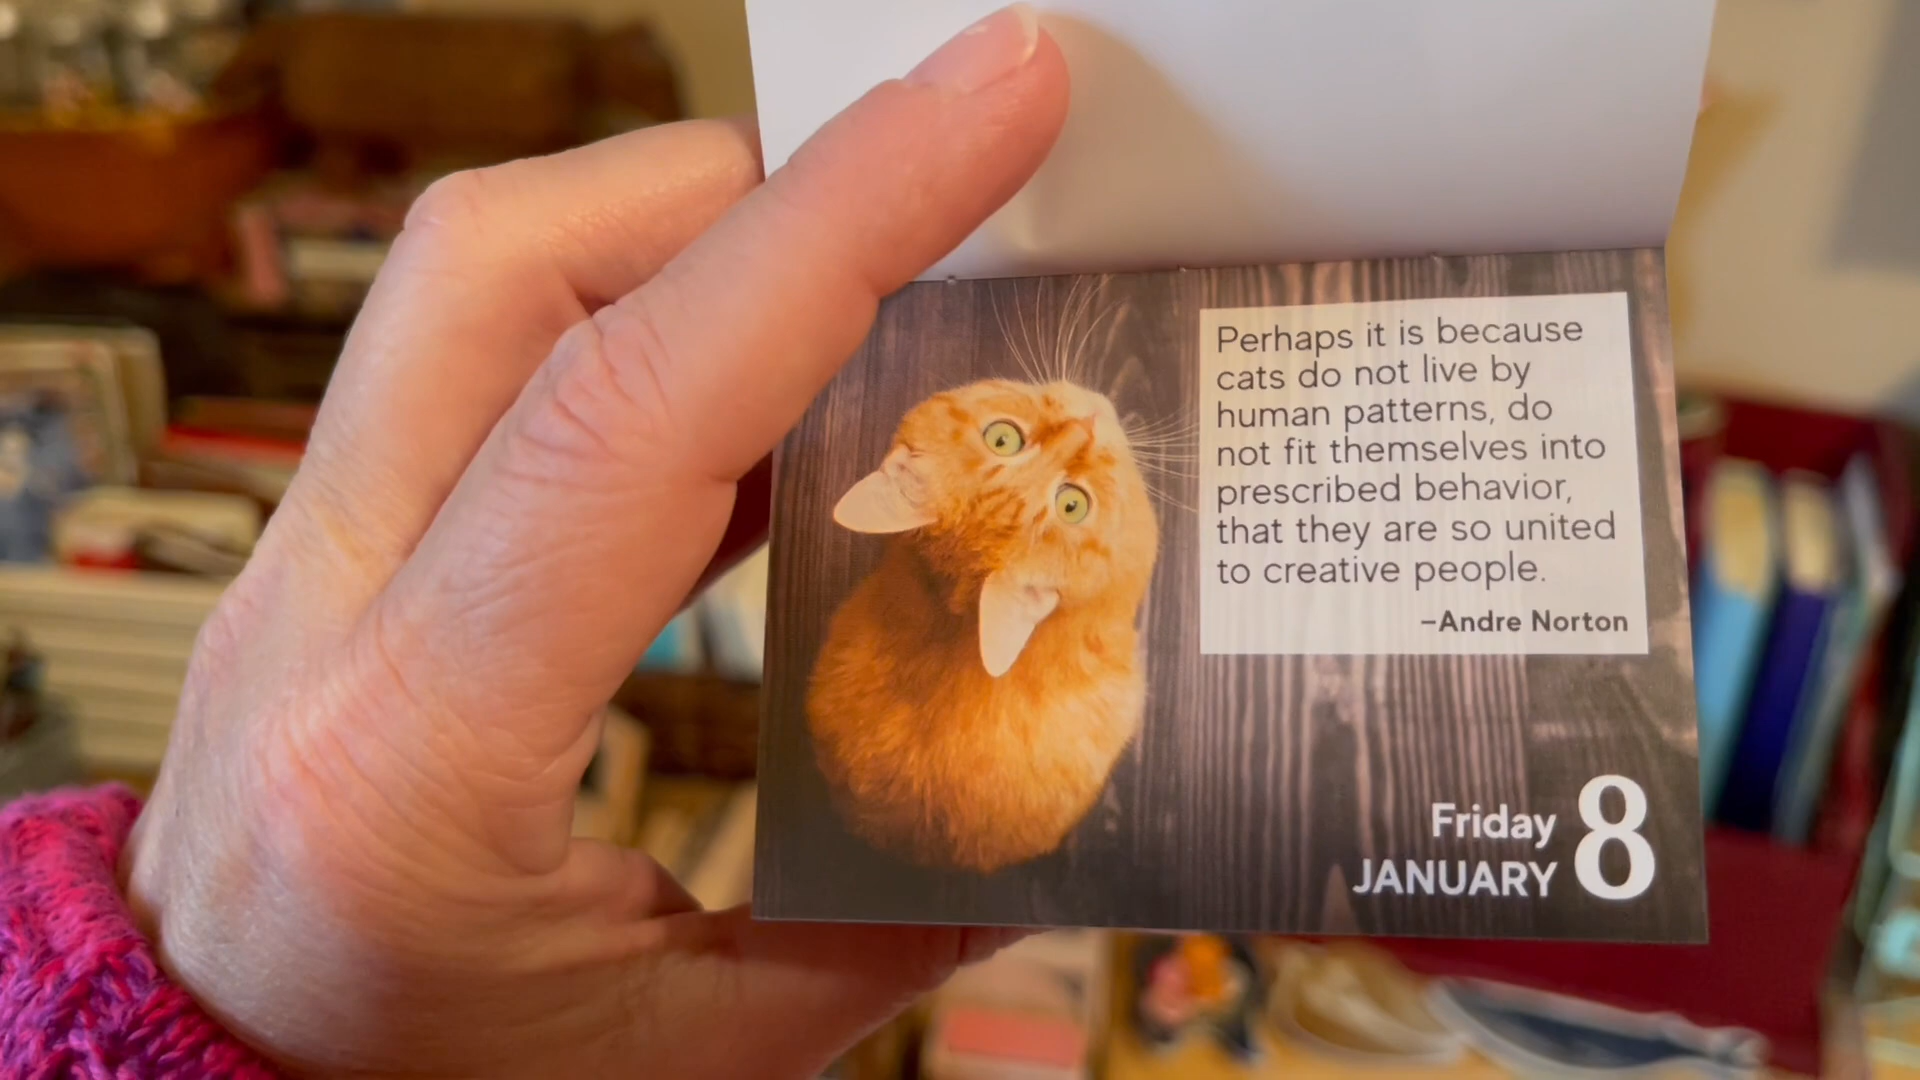 Perhaps it is because
cats do not live by
human patterns, do
not fit themselves into
prescribed behavior,
that they are so united
to creative people.
–Andre Norton
Friday
JANUARY 8